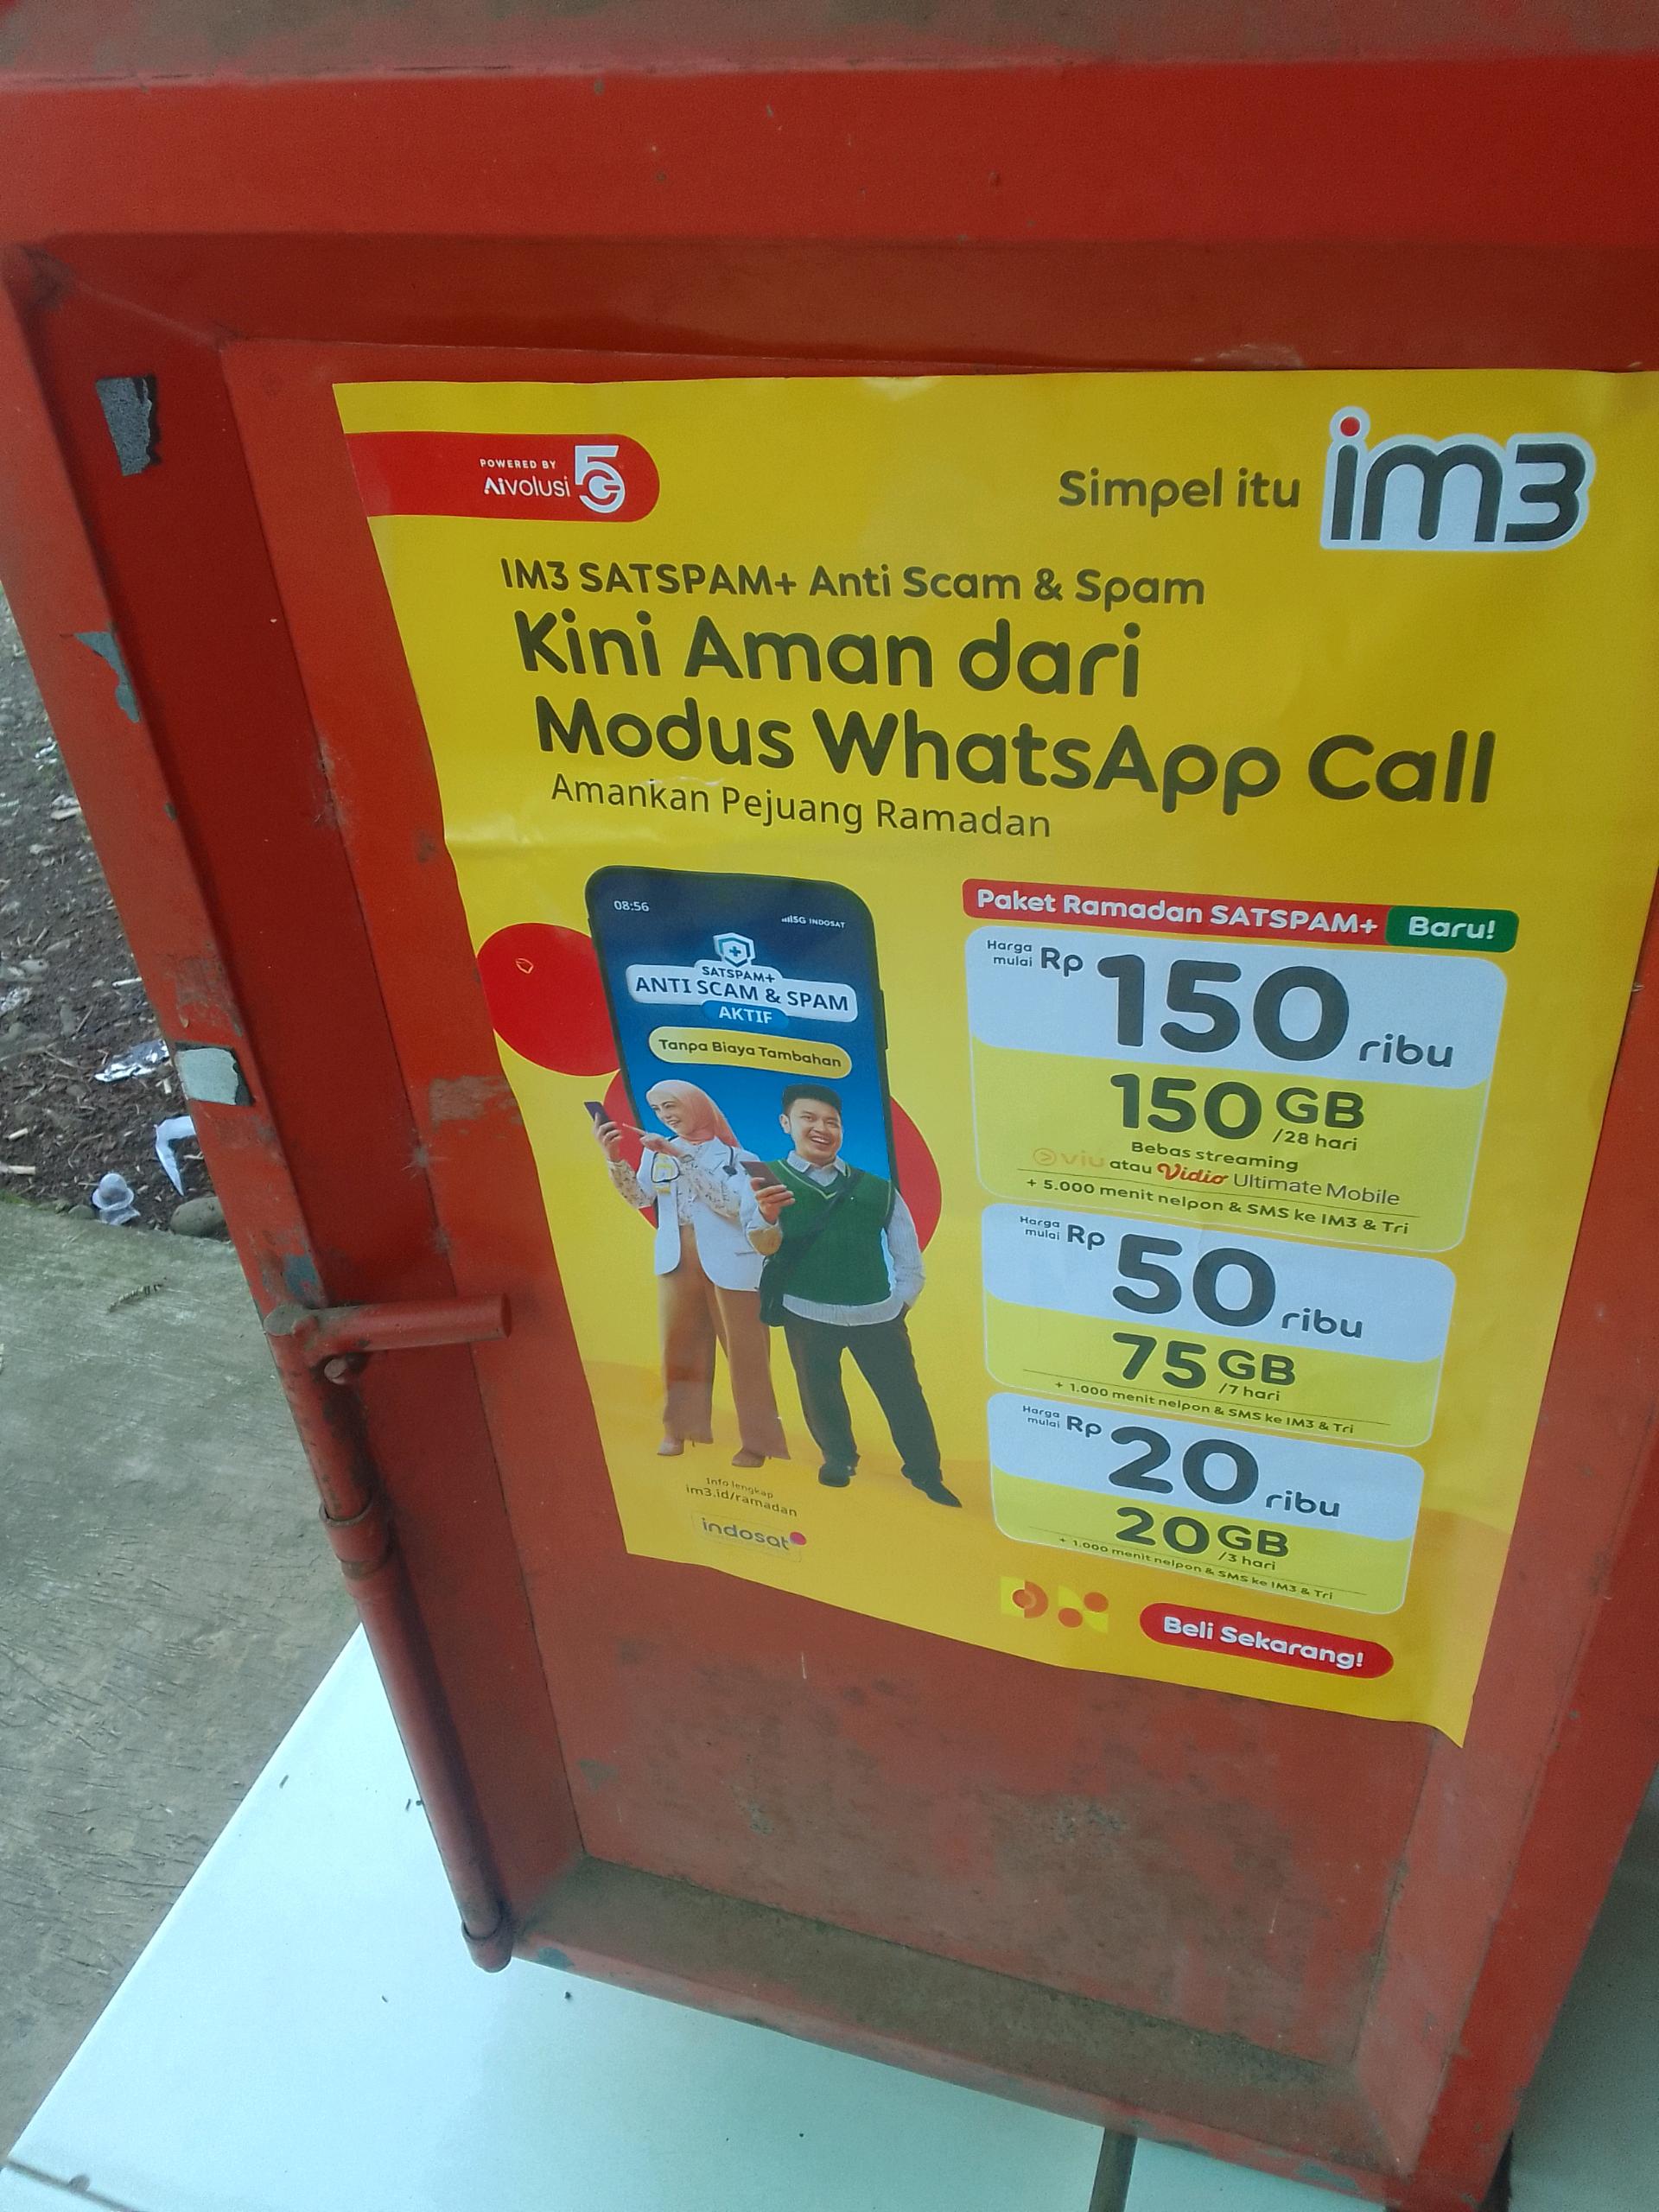 POWERED BY
AIvolusi5G
Simpel itu im3
IM3 SATSPAM+ Anti Scam & Spam
Kini Aman dari
Modus WhatsApp Call
Amankan Pejuang Ramadan
08:56
5G INDOSAT
SATSPAM+
ANTI SCAM & SPAM
AKTIF
Tanpa Biaya Tambahan
Info lengkap
im3.id/ramadan
indosat
Paket Ramadan SATSPAM+ Baru!
Harga mulai Rp 150 ribu
150 GB /28 hari
Bebas streaming
viu atau Vidio Ultimate Mobile
+ 5.000 menit nelpon & SMS ke IM3 & Tri
Harga mulai Rp 50 ribu
75 GB /7 hari
+ 1.000 menit nelpon & SMS ke IM3 & Tri
Harga mulai Rp 20 ribu
20 GB /3 hari
+ 1.000 menit nelpon & SMS ke IM3 & Tri
Beli Sekarang!